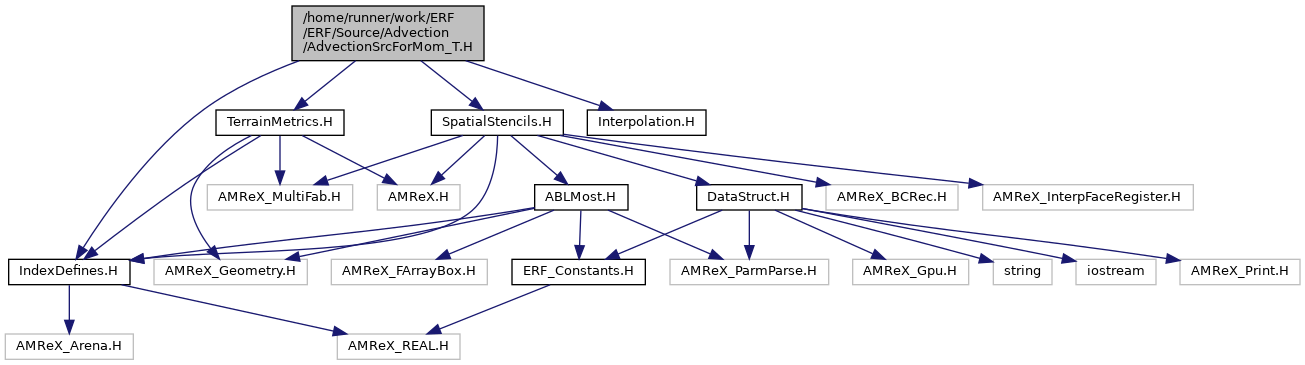 /home/runner/work/ERF
/ERF/Source/Advection
/AdvectionSrcForMom_T.H
TerrainMetrics.H
SpatialStencils.H
Interpolation.H
AMReX_MultiFab.H
AMReX.H
ABLMost.H
DataStruct.H
AMReX_BCRec.H
AMReX_InterpFaceRegister.H
IndexDefines.H
AMReX_Geometry.H
AMReX_FArrayBox.H
ERF_Constants.H
AMReX_ParmParse.H
AMReX_Gpu.H
string
iostream
AMReX_Print.H
AMReX_Arena.H
AMReX_REAL.H